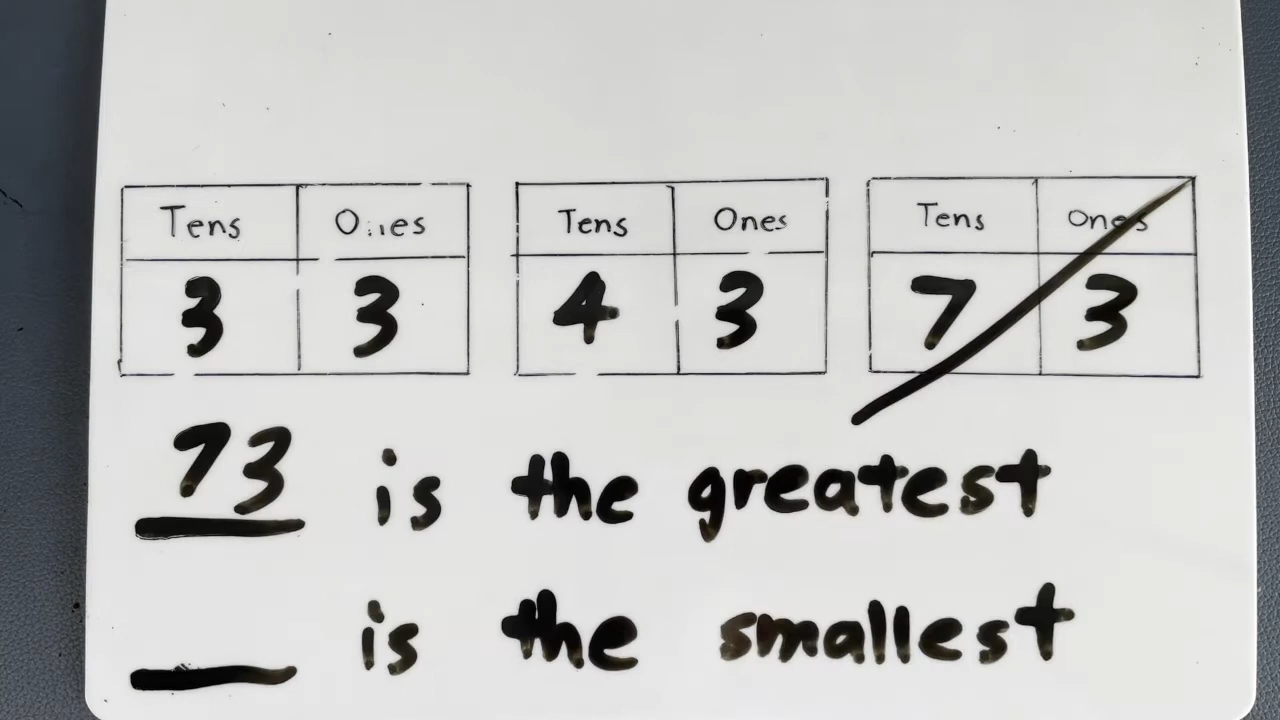 Tens Ones Tens Ones Tens Ones
3 3 4 3 7 3
73 is the greatest
is the smallest